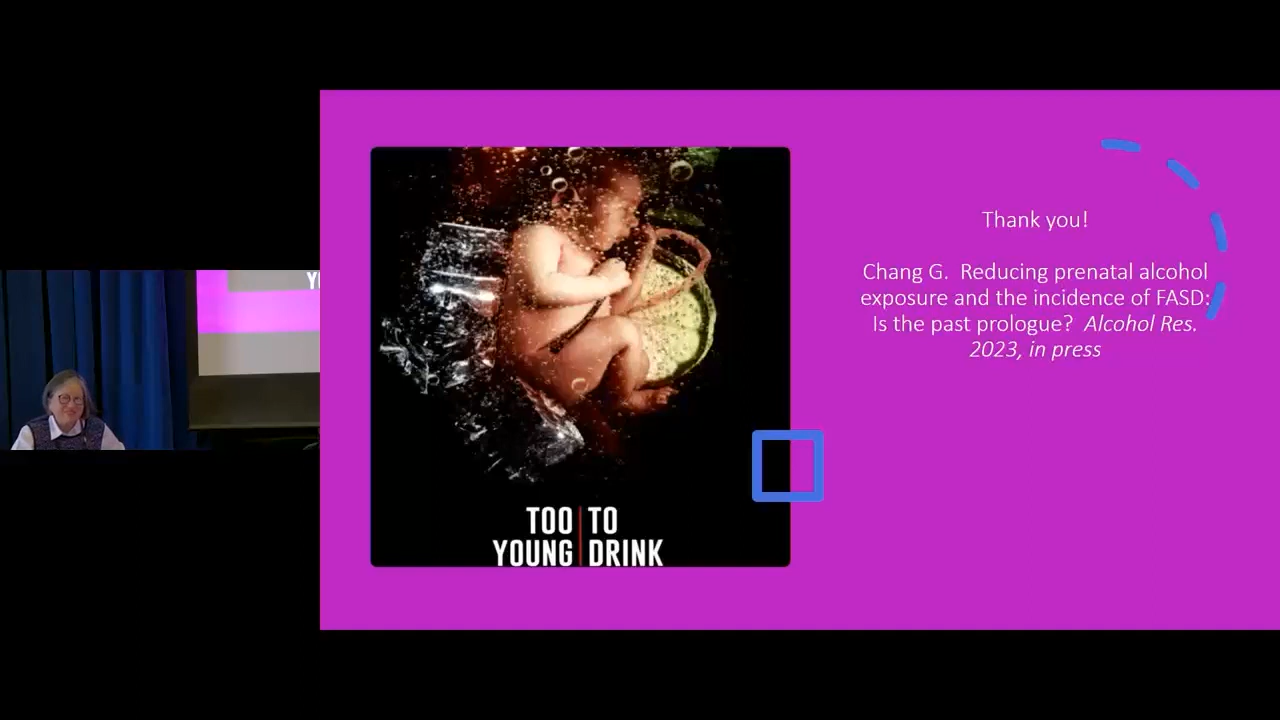 Thank you!
Chang G.  Reducing prenatal alcohol
exposure and the incidence of FASD:
Is the past prologue?  Alcohol Res.
2023, in press
TOO TO
YOUNG DRINK